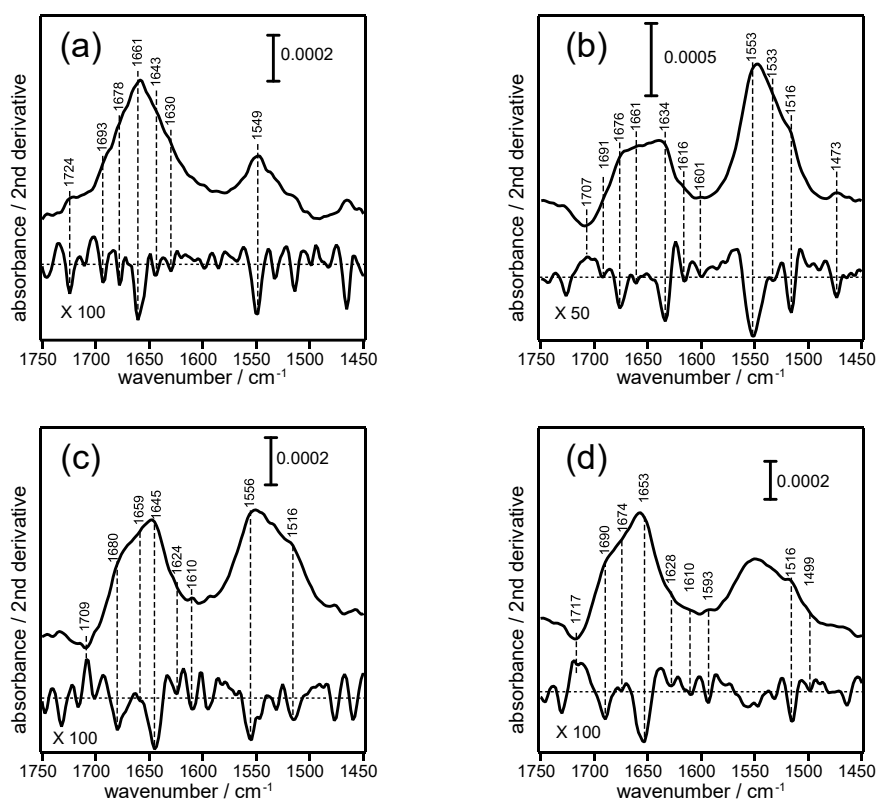 (a)
0.0002
1724
1693
1678
1661
1643
1630
1549
X 100
absorbance / 2nd derivative
1750 1700 1650 1600 1550 1500 1450
wavenumber / cm-1
(b)
0.0005
1707
1691
1676
1661
1634
1616
1601
1553
1533
1516
1473
X 50
absorbance / 2nd derivative
1750 1700 1650 1600 1550 1500 1450
wavenumber / cm-1
(c)
0.0002
1709
1680
1659
1645
1624
1610
1556
1516
X 100
absorbance / 2nd derivative
1750 1700 1650 1600 1550 1500 1450
wavenumber / cm-1
(d)
0.0002
1717
1690
1674
1653
1628
1610
1593
1516
1499
X 100
absorbance / 2nd derivative
1750 1700 1650 1600 1550 1500 1450
wavenumber / cm-1